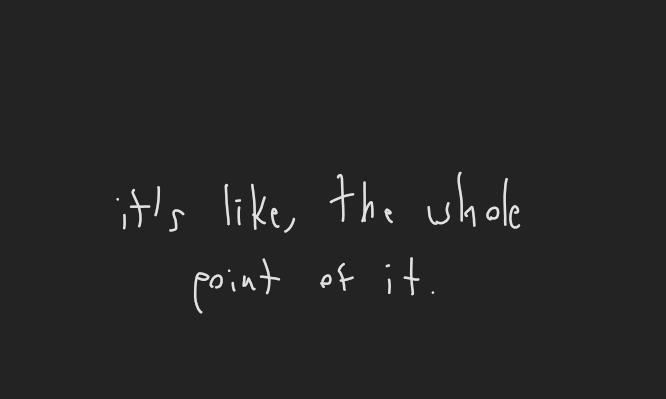 it's like, the whole
point of it.